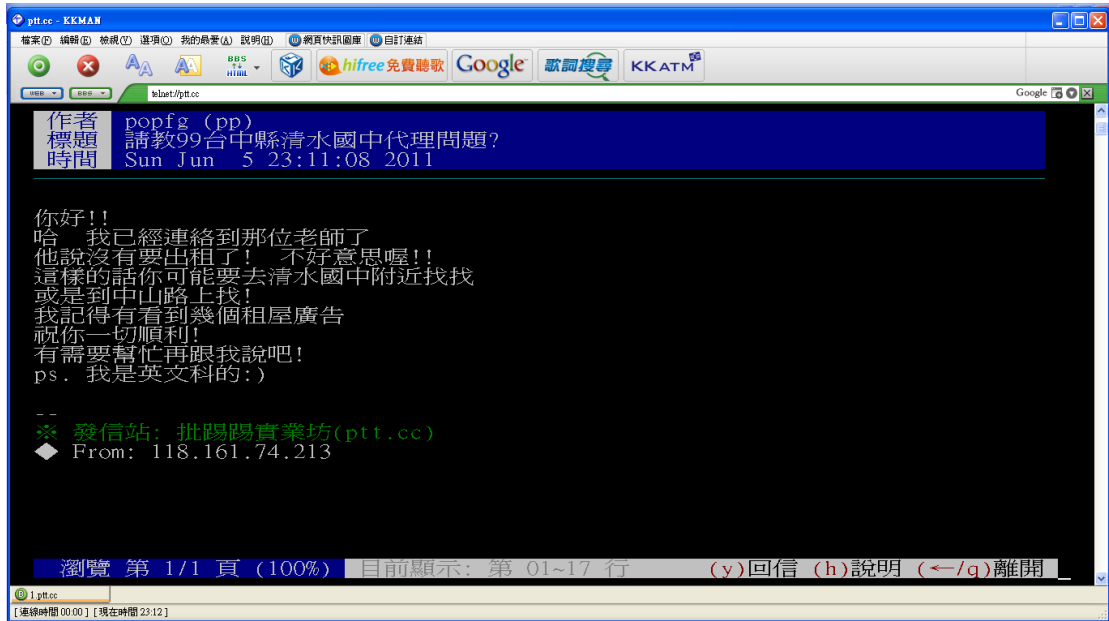 ptt.cc - KKMAN
檔案(F) 編輯(E) 檢視(V) 選項(O) 我的最愛(A) 說明(H) 網頁快訊圖庫 自訂連結
BBS HTML hifree 免費聽歌 Google 歌詞搜尋 KKATM
WEB BBS telnet://ptt.cc Google
作者 popfg (pp)
標題 請教99台中縣清水國中代理問題?
時間 Sun Jun 5 23:11:08 2011
你好!!
哈 我已經連絡到那位老師了
他說沒有要出租了! 不好意思喔!!
這樣的話你可能要去清水國中附近找找
或是到中山路上找!
我記得有看到幾個租屋廣告
祝你一切順利!
有需要幫忙再跟我說吧!
ps. 我是英文科的:)
--
※ 發信站: 批踢踢實業坊(ptt.cc)
◆ From: 118.161.74.213
瀏覽 第 1/1 頁 (100%) 目前顯示: 第 01~17 行 (y)回信 (h)說明 (←/q)離開
1.ptt.cc
[連線時間 00:00] [現在時間 23:12]